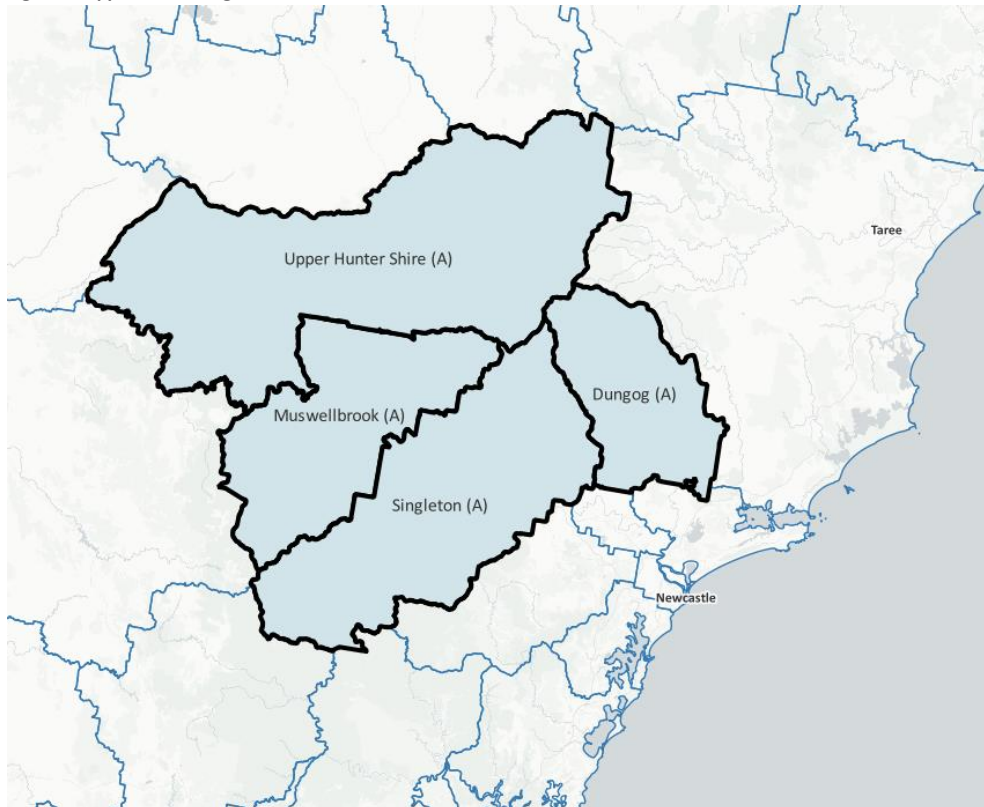 Taree
Upper Hunter Shire (A)
Dungog (A)
Muswellbrook (A)
Singleton (A)
Newcastle